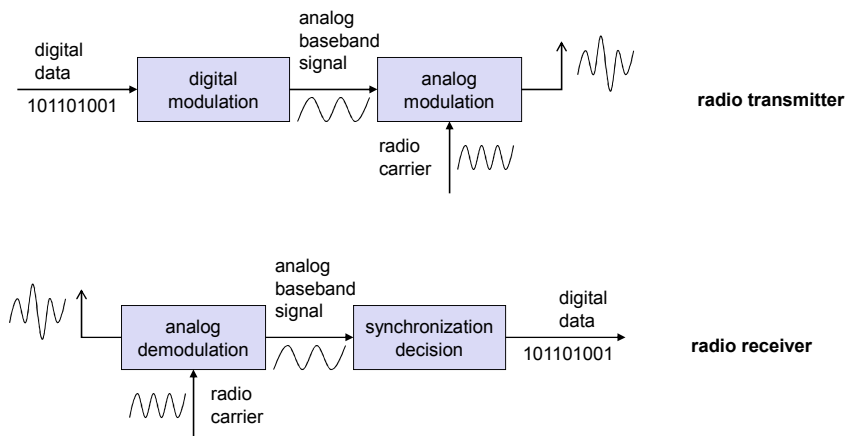 digital
data
101101001
digital
modulation
analog
baseband
signal
analog
modulation
radio
carrier
radio transmitter
analog
demodulation
radio
carrier
analog
baseband
signal
synchronization
decision
digital
data
101101001
radio receiver